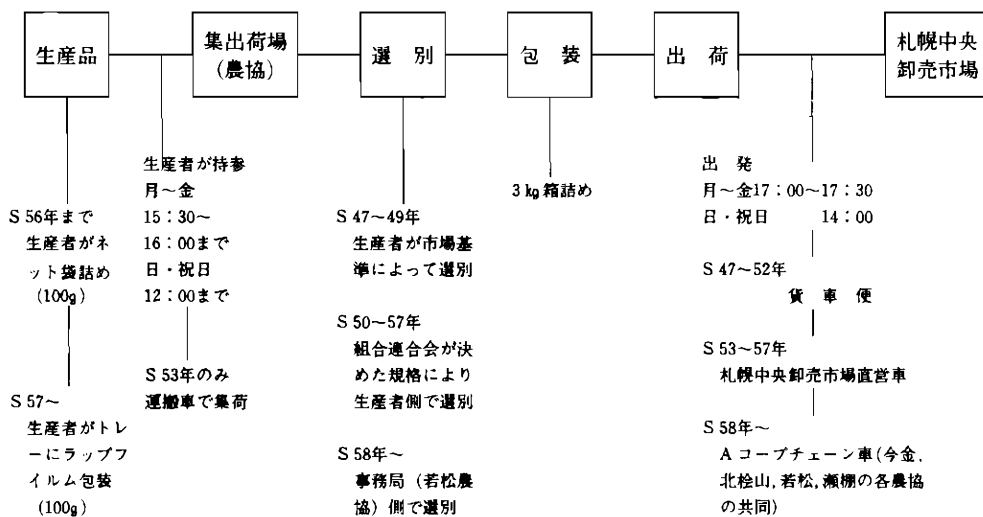 生産品
集出荷場
(農協)
選別
包装
出荷
札幌中央
卸売市場
S 56年まで
生産者がネ
ット袋詰め
(100g)
S 57〜
生産者がトレ
ーにラップフ
ィルム包装
(100g)
生産者が持参
月〜金
15：30〜
16：00まで
日・祝日
12：00まで
S 53年のみ
運搬車で集荷
S 47〜49年
生産者が市場基
準によって選別
S 50〜57年
組合連合会が決
めた規格により
生産者側で選別
S 58年〜
事務局（若松農
協）側で選別
3 kg 箱詰め
出発
月〜金17：00〜17：30
日・祝日 14：00
S 47〜52年
貨車便
S 53〜57年
札幌中央卸売市場直営車
S 58年〜
Aコープチェーン車(今金,
北桧山, 若松, 瀬棚の各農協
の共同)